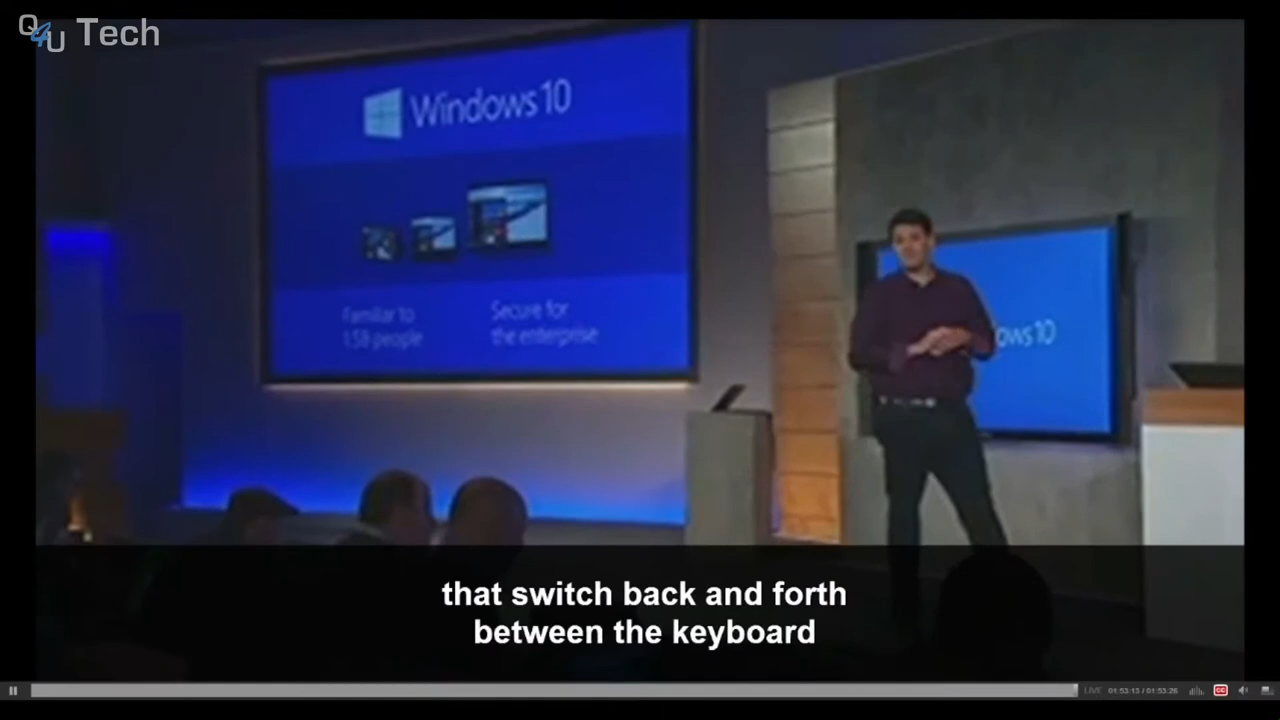 Q4U Tech
Windows 10
Familiar to
1.5B people
Secure for
the enterprise
ows 10
that switch back and forth
between the keyboard
LIVE 01:53:13 / 01:53:26
CC